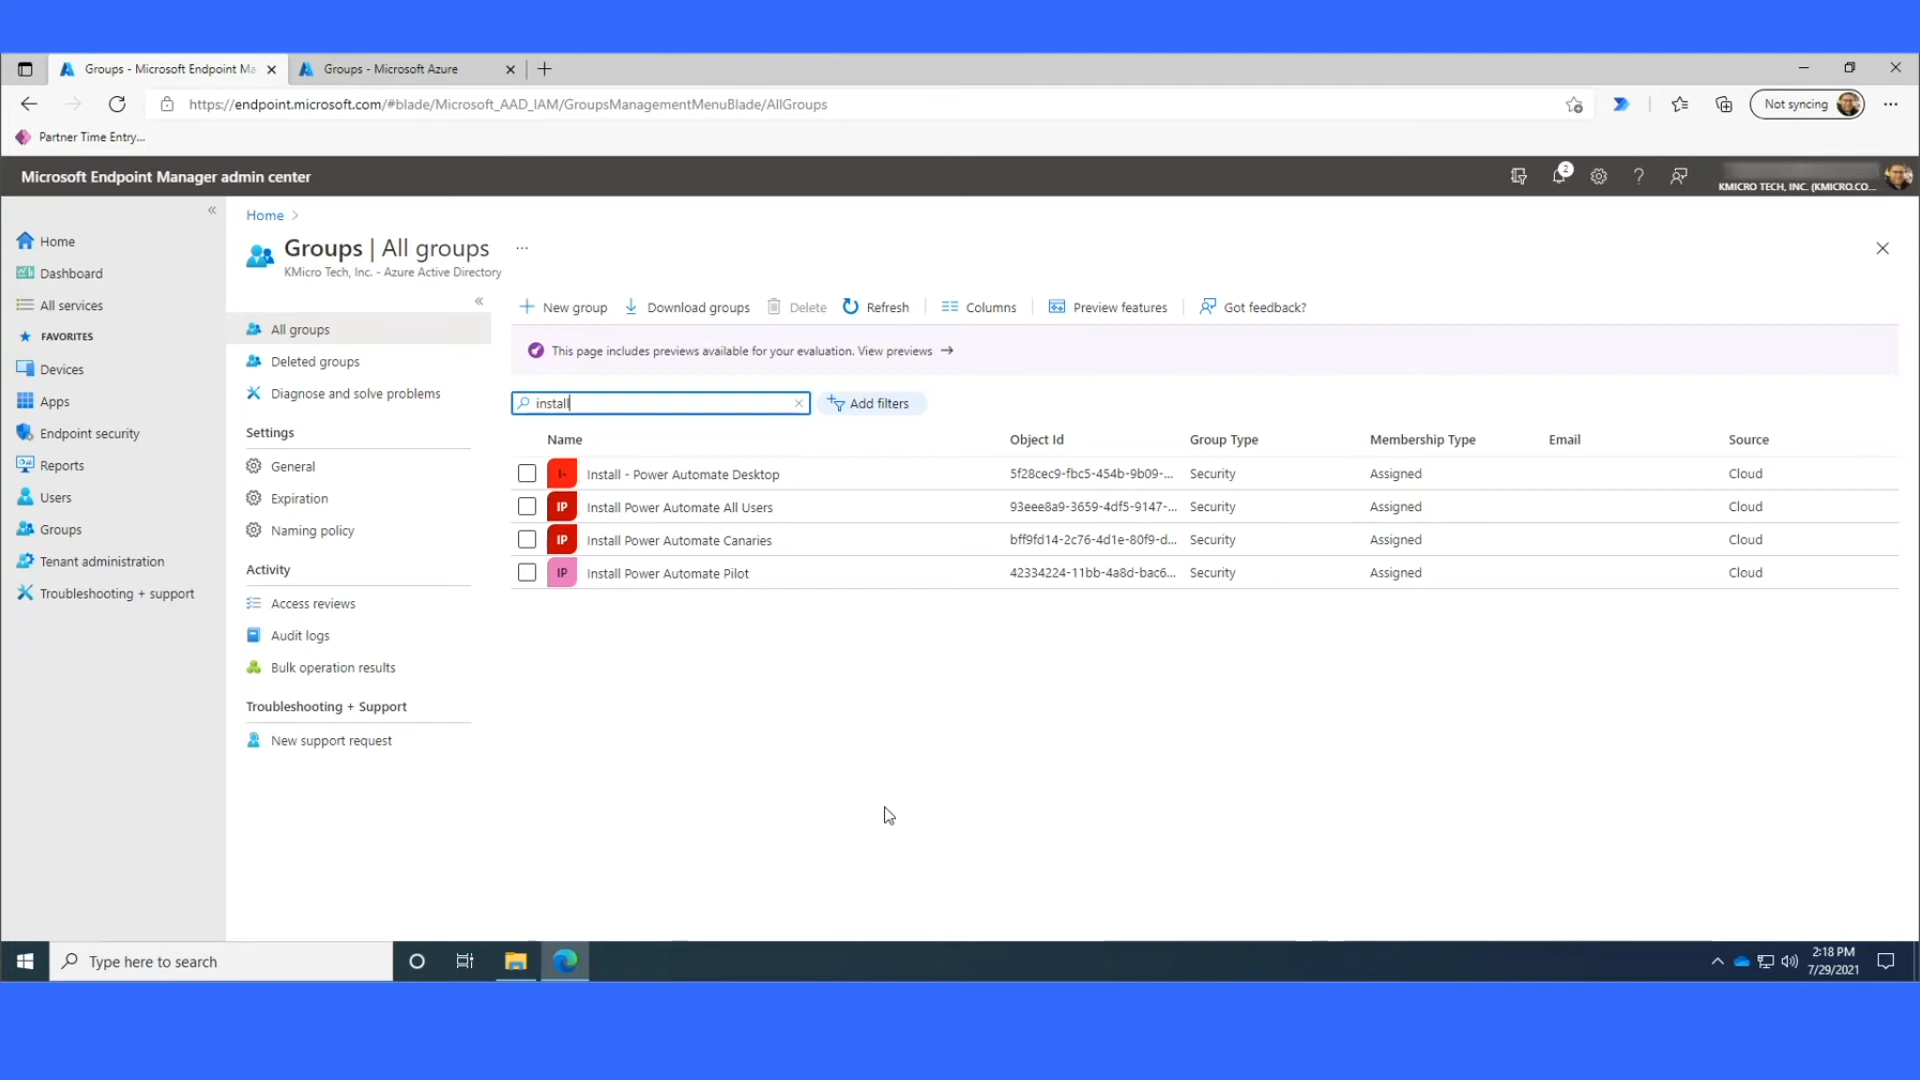 Groups - Microsoft Endpoint Ma
Groups - Microsoft Azure
https://endpoint.microsoft.com/#blade/Microsoft_AAD_IAM/GroupsManagementMenuBlade/AllGroups
Not syncing
Partner Time Entry...
Microsoft Endpoint Manager admin center
2
KMICRO TECH, INC. (KMICRO.CO...
Home
Dashboard
All services
FAVORITES
Devices
Apps
Endpoint security
Reports
Users
Groups
Tenant administration
Troubleshooting + support
Home
Groups | All groups
KMicro Tech, Inc. - Azure Active Directory
All groups
Deleted groups
Diagnose and solve problems
Settings
General
Expiration
Naming policy
Activity
Access reviews
Audit logs
Bulk operation results
Troubleshooting + Support
New support request
New group Download groups Delete Refresh Columns Preview features Got feedback?
This page includes previews available for your evaluation. View previews →
install
Add filters
Name Object Id Group Type Membership Type Email Source
I- Install - Power Automate Desktop 5f28cec9-fbc5-454b-9b09-... Security Assigned Cloud
IP Install Power Automate All Users 93eee8a9-3659-4df5-9147-... Security Assigned Cloud
IP Install Power Automate Canaries bff9fd14-2c76-4d1e-80f9-d... Security Assigned Cloud
IP Install Power Automate Pilot 42334224-11bb-4a8d-bac6... Security Assigned Cloud
Type here to search
2:18 PM
7/29/2021